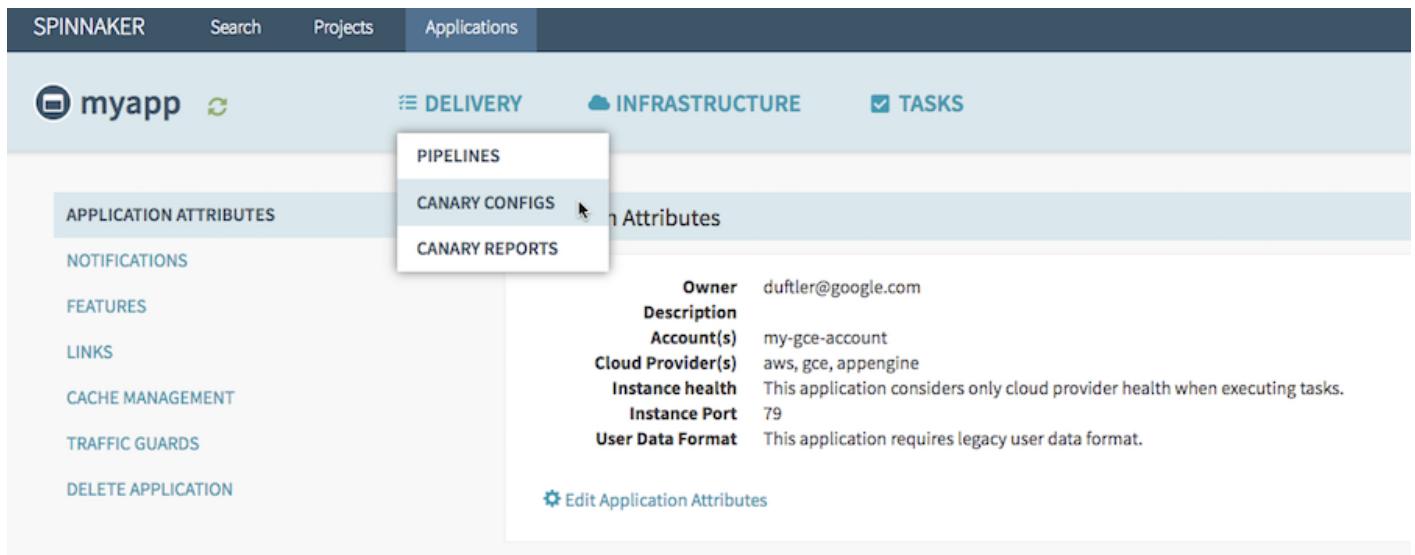 SPINNAKER Search Projects Applications
myapp DELIVERY INFRASTRUCTURE TASKS
PIPELINES
CANARY CONFIGS
CANARY REPORTS
APPLICATION ATTRIBUTES
NOTIFICATIONS
FEATURES
LINKS
CACHE MANAGEMENT
TRAFFIC GUARDS
DELETE APPLICATION
Attributes
Owner duftler@google.com
Description
Account(s) my-gce-account
Cloud Provider(s) aws, gce, appengine
Instance health This application considers only cloud provider health when executing tasks.
Instance Port 79
User Data Format This application requires legacy user data format.
Edit Application Attributes